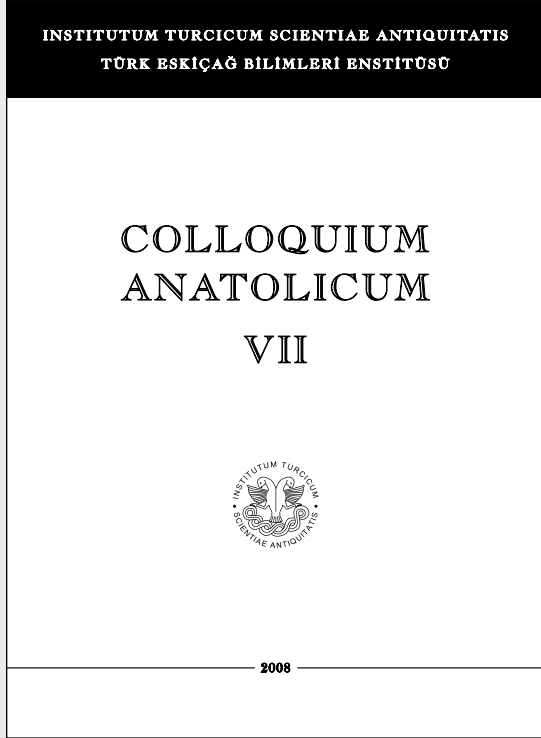 INSTITUTUM TURCICUM SCIENTIAE ANTIQUITATIS
TÜRK ESKİÇAĞ BİLİMLERİ ENSTİTÜSÜ
COLLOQUIUM
ANATOLICUM
VII
INSTITUTUM TURCICUM
SCIENTIAE ANTIQUITATIS
2008